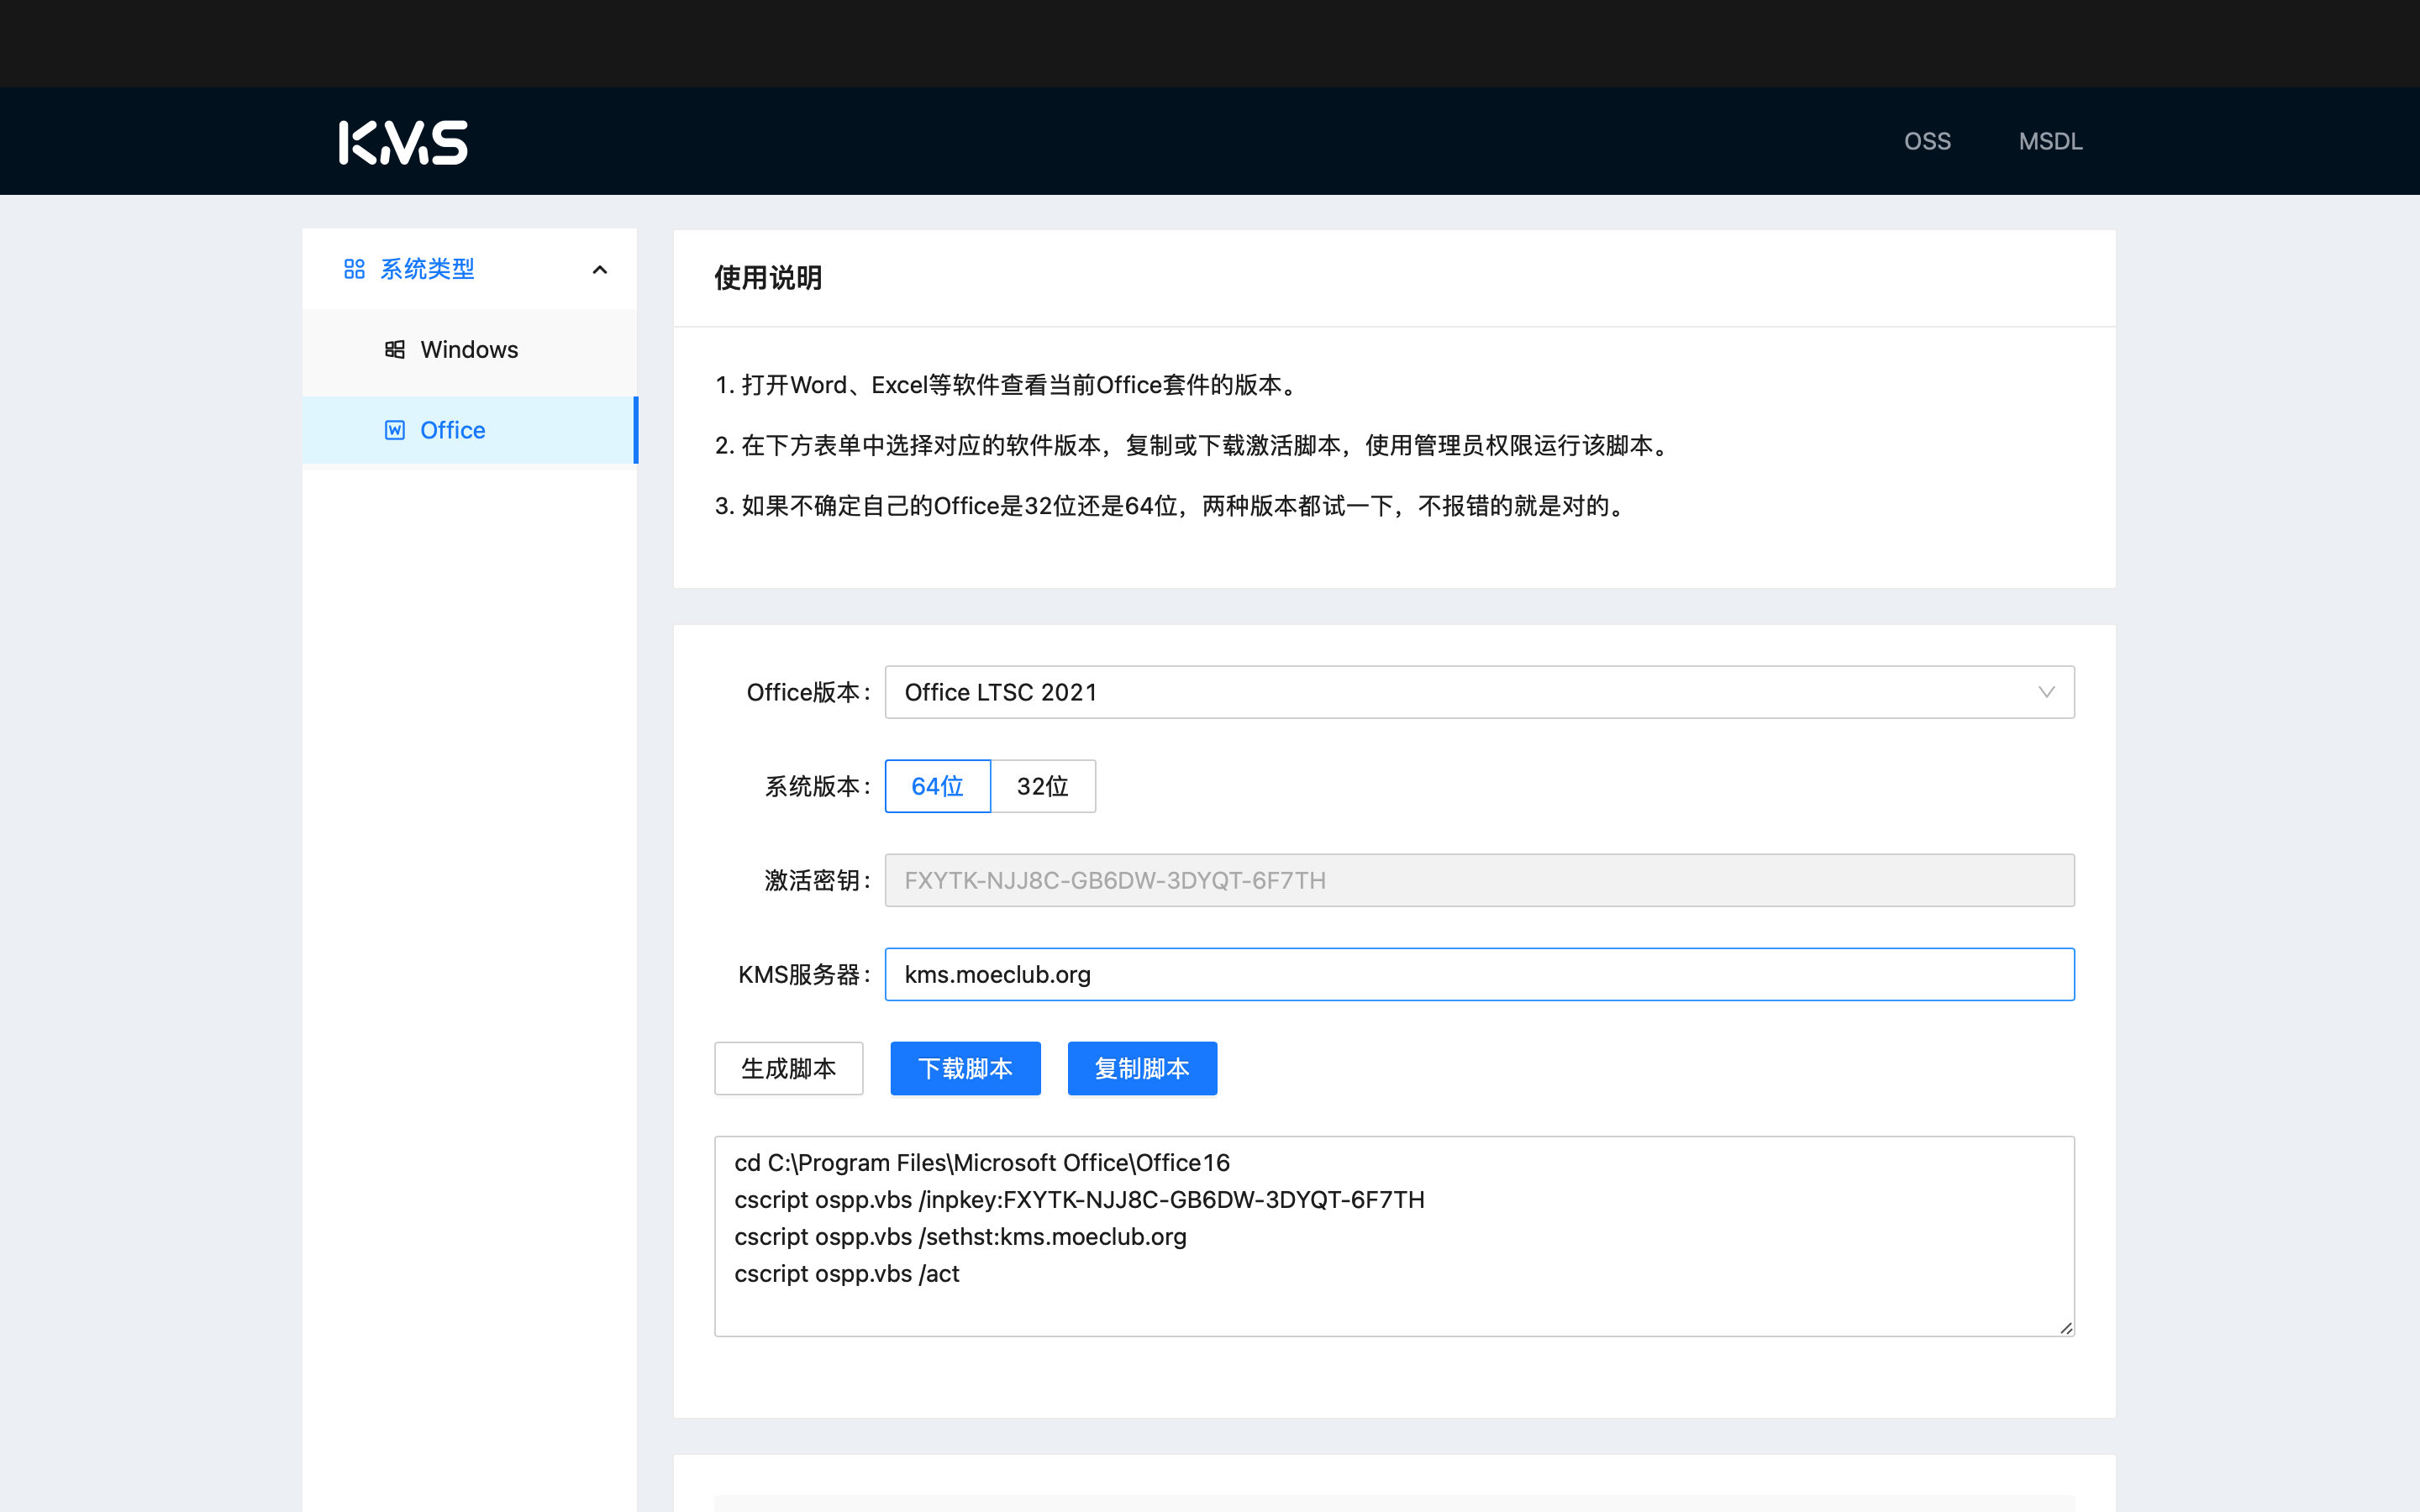 KMS
OSS
MSDL
系统类型
Windows
Office
使用说明
1. 打开Word、Excel等软件查看当前Office套件的版本。
2. 在下方表单中选择对应的软件版本，复制或下载激活脚本，使用管理员权限运行该脚本。
3. 如果不确定自己的Office是32位还是64位，两种版本都试一下，不报错的就是对的。
Office版本：
Office LTSC 2021
系统版本：
64位
32位
激活密钥：
FXYTK-NJJ8C-GB6DW-3DYQT-6F7TH
KMS服务器：
kms.moeclub.org
生成脚本
下载脚本
复制脚本
cd C:\Program Files\Microsoft Office\Office16
cscript ospp.vbs /inpkey:FXYTK-NJJ8C-GB6DW-3DYQT-6F7TH
cscript ospp.vbs /sethst:kms.moeclub.org
cscript ospp.vbs /act